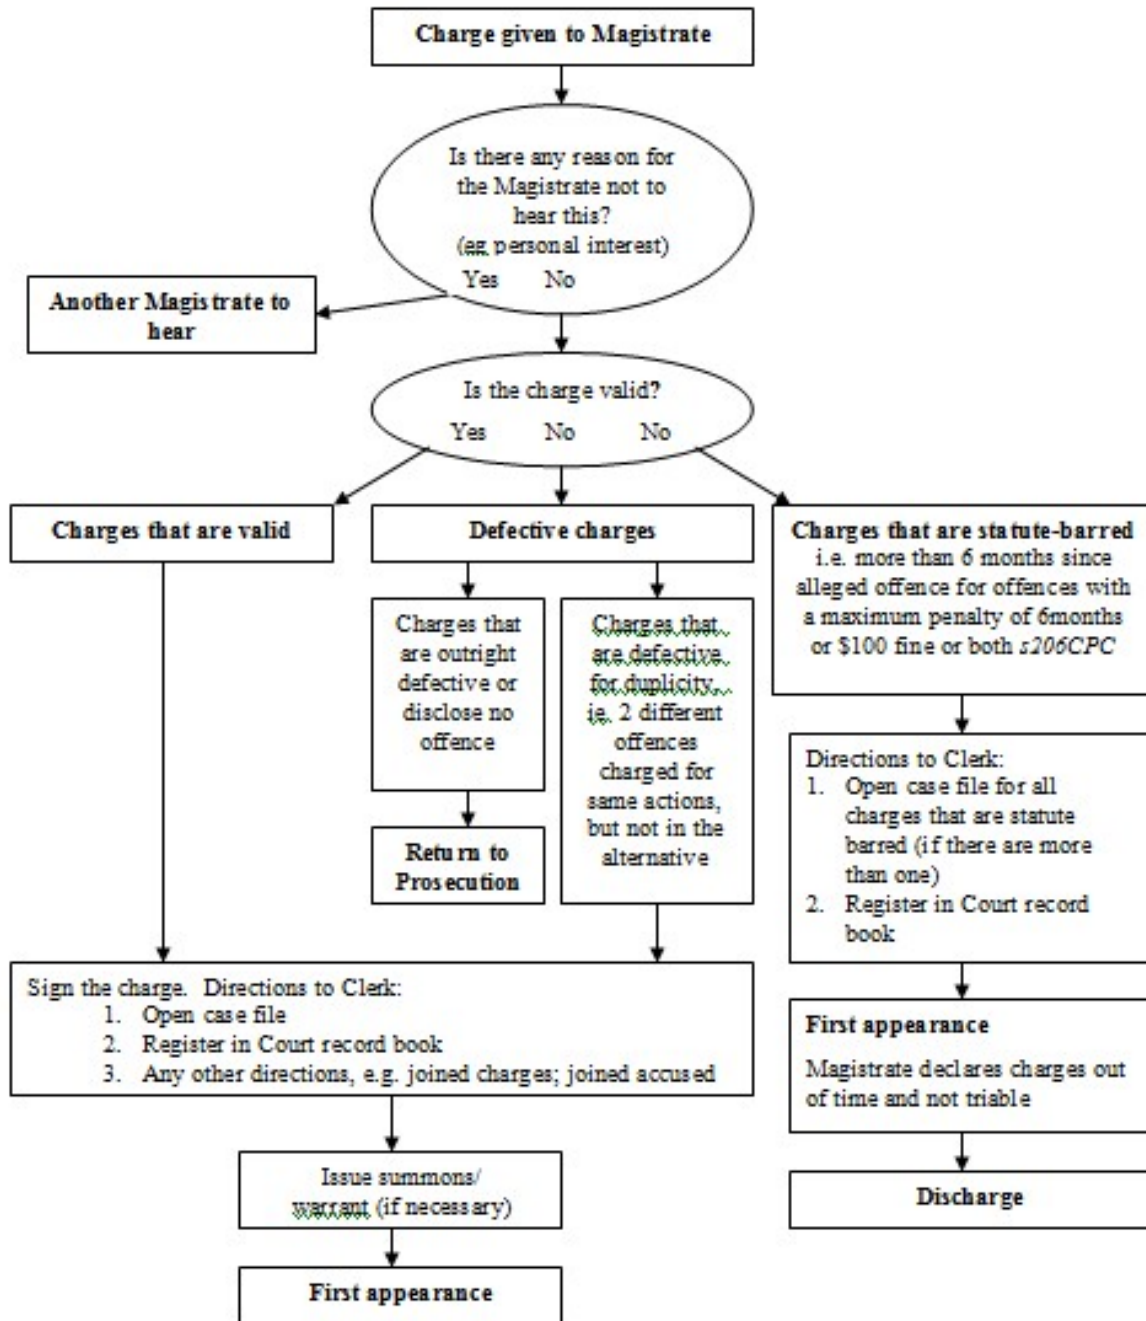 Charge given to Magistrate
Is there any reason for
the Magistrate not to
hear this?
(eg personal interest)
Yes No
Another Magistrate to
hear
Is the charge valid?
Yes No No
Charges that are valid
Defective charges
Charges that are statute-barred
i.e. more than 6 months since
alleged offence for offences with
a maximum penalty of 6months
or $100 fine or both s206CPC
Charges that
are outright
defective or
disclose no
offence
Charges that
are defective
for duplicity,
ie. 2 different
offences
charged for
same actions,
but not in the
alternative
Return to
Prosecution
Directions to Clerk:
1. Open case file for all
charges that are statute
barred (if there are more
than one)
2. Register in Court record
book
Sign the charge. Directions to Clerk:
1. Open case file
2. Register in Court record book
3. Any other directions, e.g. joined charges; joined accused
First appearance
Magistrate declares charges out
of time and not triable
Issue summons/
warrant (if necessary)
Discharge
First appearance